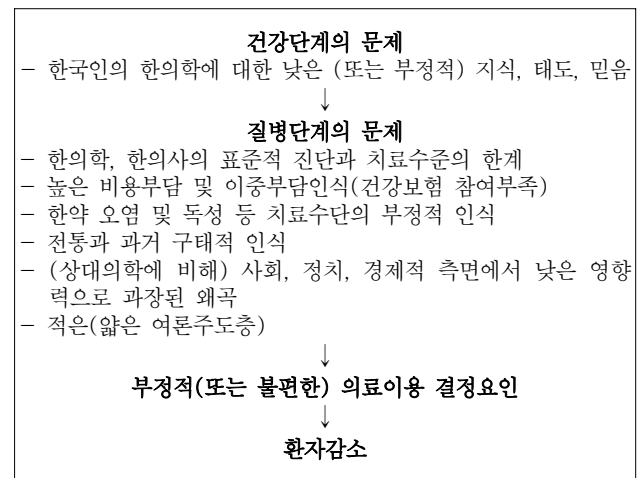 건강단계의 문제
- 한국인의 한의학에 대한 낮은 (또는 부정적) 지식, 태도, 믿음
↓
질병단계의 문제
- 한의학, 한의사의 표준적 진단과 치료수준의 한계
- 높은 비용부담 및 이중부담인식(건강보험 참여부족)
- 한약 오염 및 독성 등 치료수단의 부정적 인식
- 전통과 과거 구태적 인식
- (상대의학에 비해) 사회, 정치, 경제적 측면에서 낮은 영향
력으로 과장된 왜곡
- 적은(얇은 여론주도층)
↓
부정적(또는 불편한) 의료이용 결정요인
↓
환자감소